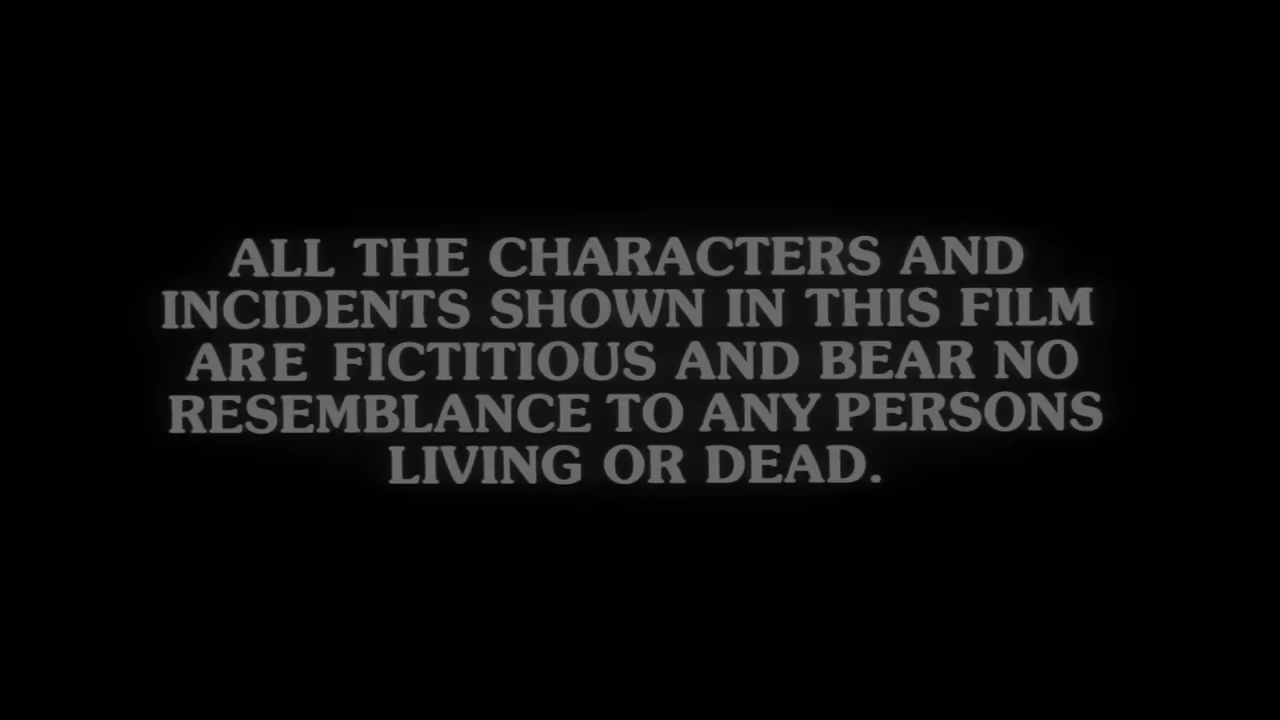 ALL THE CHARACTERS AND
INCIDENTS SHOWN IN THIS FILM
ARE FICTITIOUS AND BEAR NO
RESEMBLANCE TO ANY PERSONS
LIVING OR DEAD.